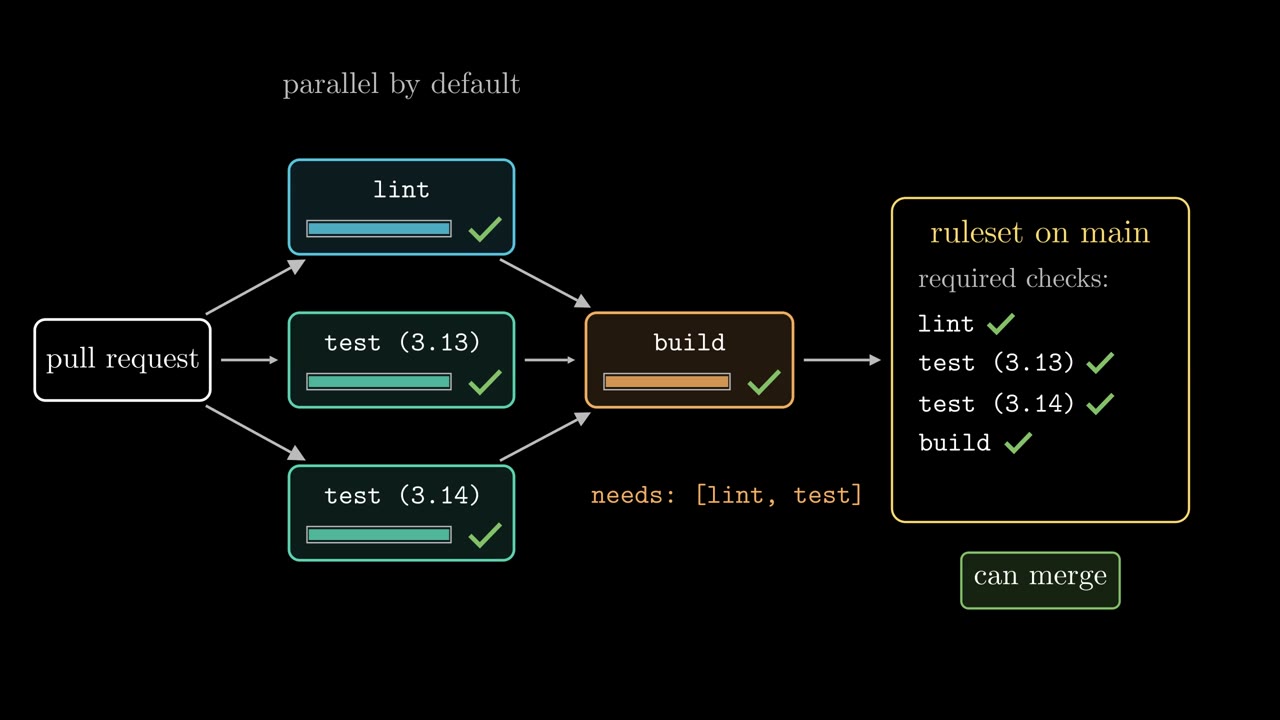 parallel by default
lint
pull request
test (3.13)
test (3.14)
build
needs: [lint, test]
ruleset on main
required checks:
lint
test (3.13)
test (3.14)
build
can merge